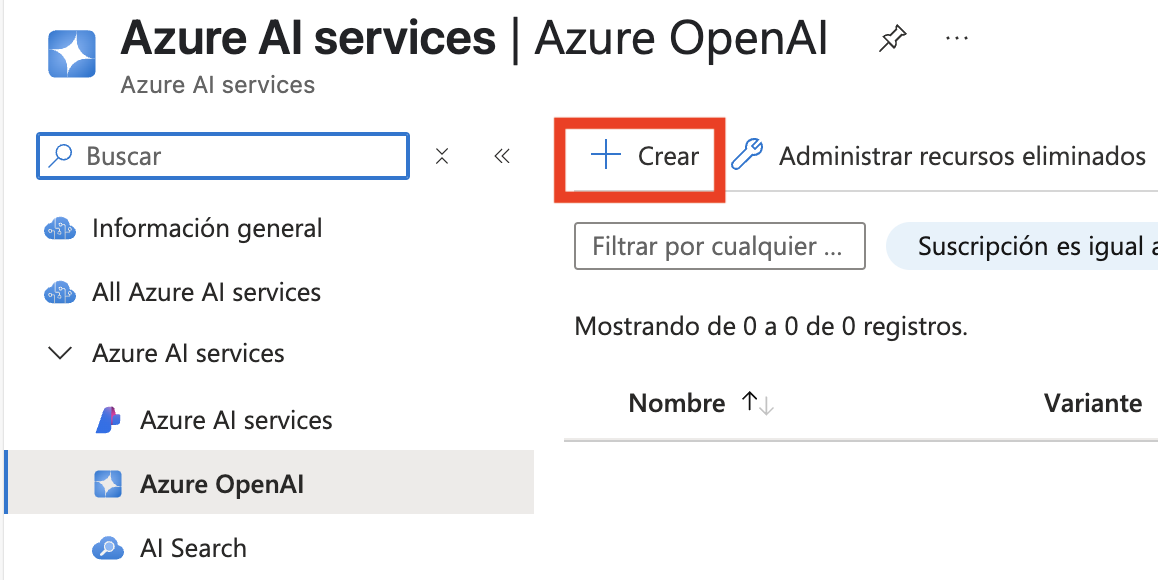 Azure AI services | Azure OpenAI
Azure AI services
Buscar
Información general
All Azure AI services
Azure AI services
Azure AI services
Azure OpenAI
AI Search
Crear
Administrar recursos eliminados
Filtrar por cualquier ...
Suscripción es igual a
Mostrando de 0 a 0 de 0 registros.
Nombre
Variante